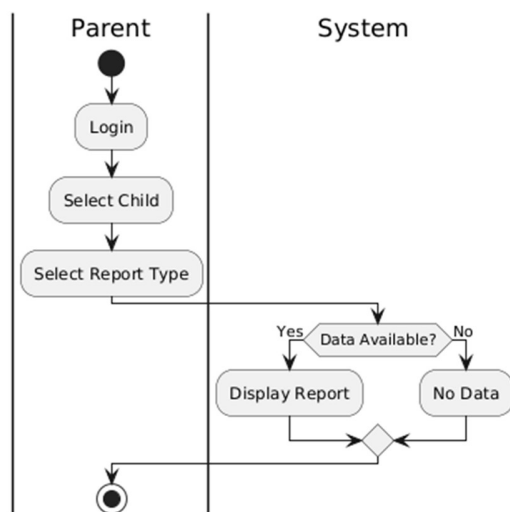 Parent
System
Login
Select Child
Select Report Type
Yes
Data Available?
No
Display Report
No Data